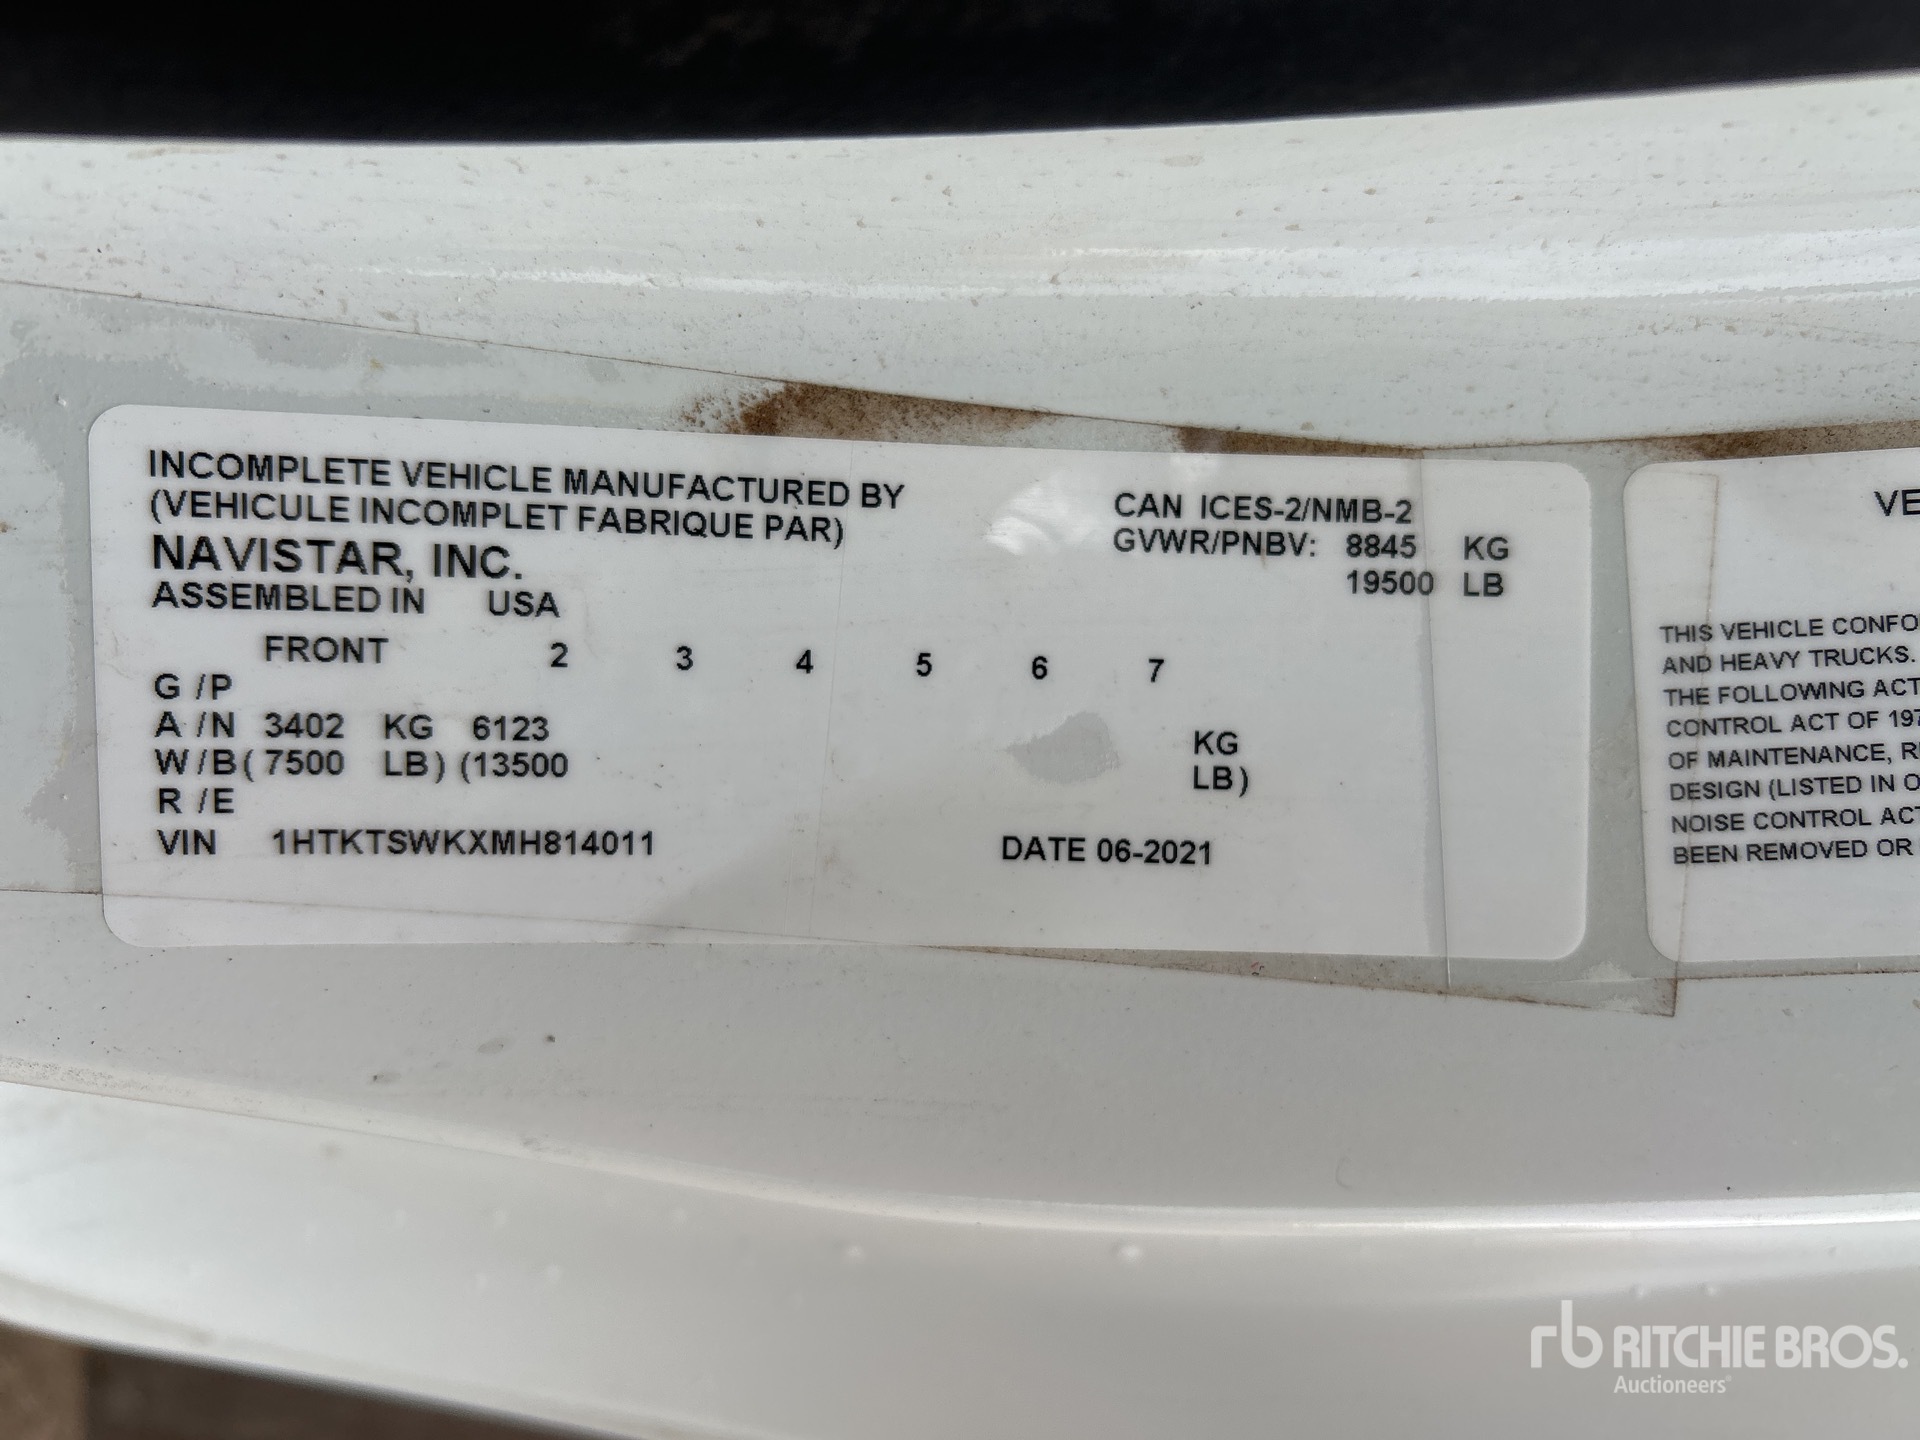 INCOMPLETE VEHICLE MANUFACTURED BY
(VEHICULE INCOMPLET FABRIQUE PAR)
NAVISTAR, INC.
ASSEMBLED IN USA
CAN ICES-2/NMB-2
GVWR/PNBV: 8845 KG
19500 LB
FRONT 2 3 4 5 6 7
G /P
A /N 3402 KG 6123 KG
W /B ( 7500 LB) (13500 LB)
R /E
VIN 1HTKTSWKXMH814011 DATE 06-2021
VE
THIS VEHICLE CONFO
AND HEAVY TRUCKS.
THE FOLLOWING ACT
CONTROL ACT OF 197
OF MAINTENANCE, R
DESIGN (LISTED IN O
NOISE CONTROL ACT
BEEN REMOVED OR
rb RITCHIE BROS.
Auctioneers